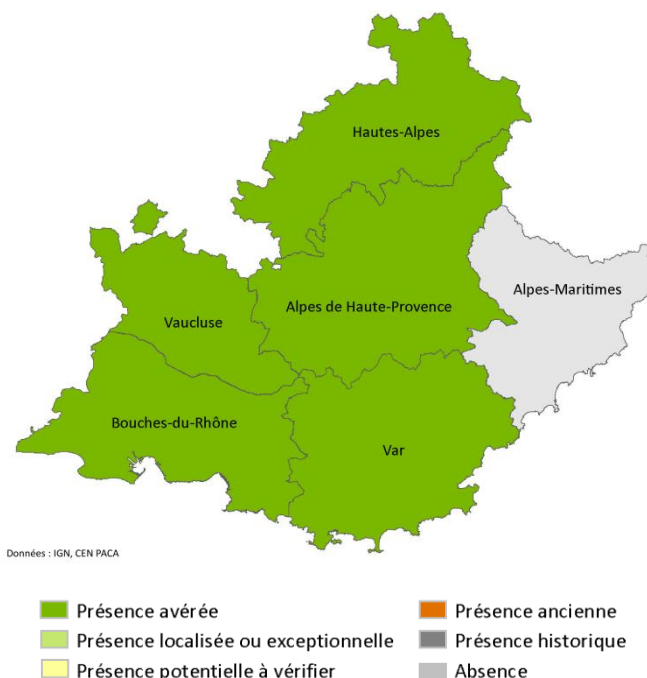 Hautes-Alpes
Alpes-Maritimes
Alpes de Haute-Provence
Vaucluse
Bouches-du-Rhône
Var
Données : IGN, CEN PACA
Présence avérée
Présence localisée ou exceptionnelle
Présence potentielle à vérifier
Présence ancienne
Présence historique
Absence